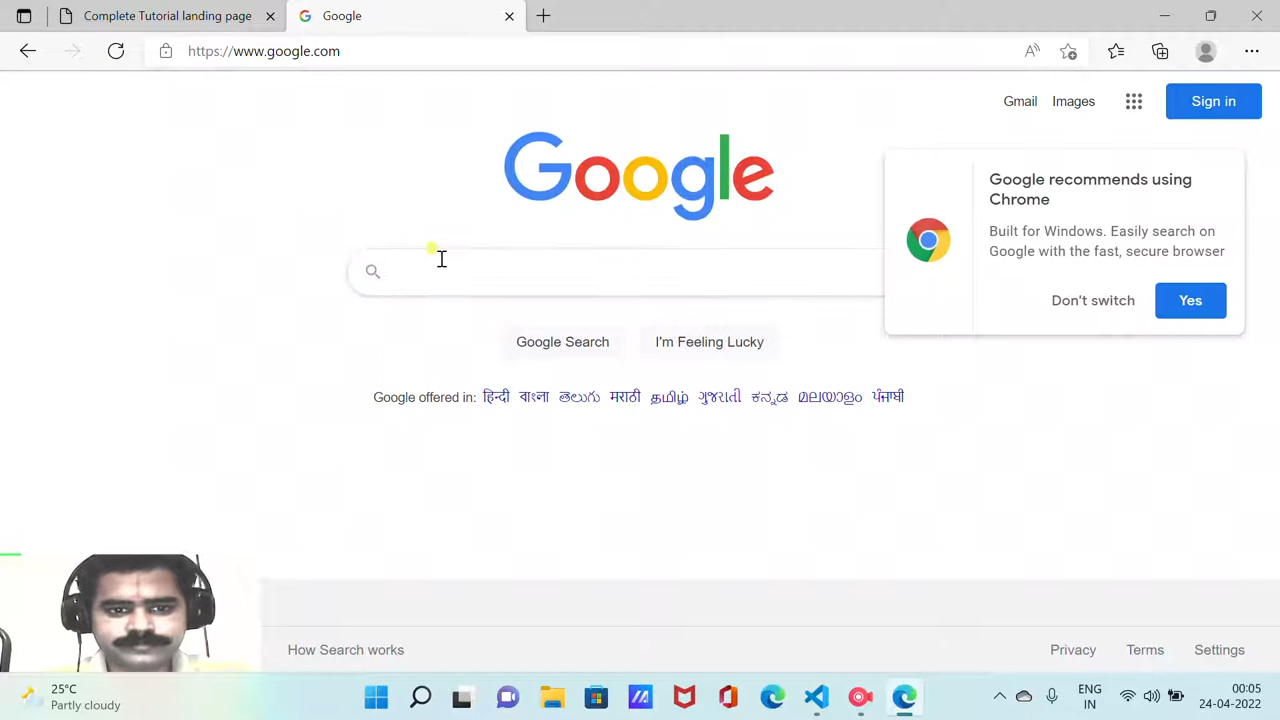 Complete Tutorial landing page
Google
https://www.google.com
Gmail
Images
Sign in
Google
Google recommends using
Chrome
Built for Windows. Easily search on
Google with the fast, secure browser
Don't switch
Yes
Google Search
I'm Feeling Lucky
Google offered in: हिन्दी বাংলা తెలుగు मराठी தமிழ் ગુજરાતી ಕನ್ನಡ മലയാളം ਪੰਜਾਬੀ
How Search works
Privacy
Terms
Settings
25°C
Partly cloudy
ENG
IN
00:05
24-04-2022